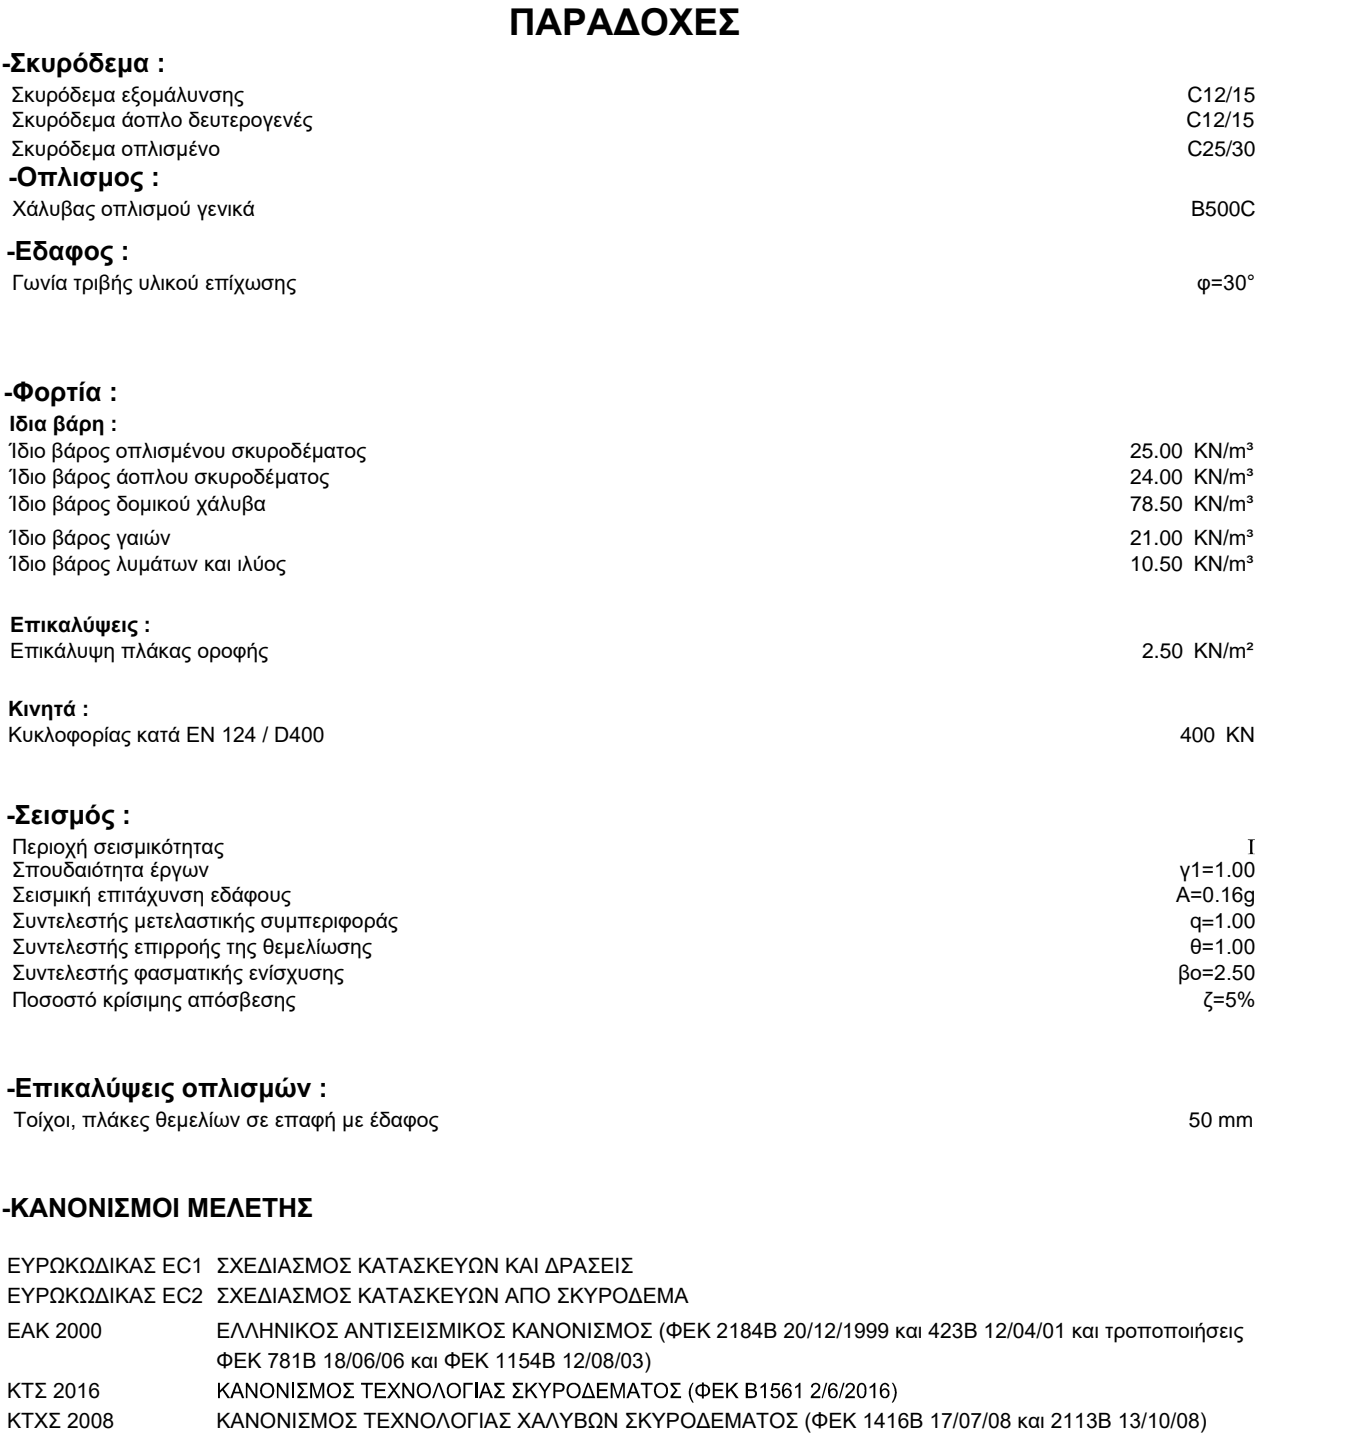 ΠΑΡΑΔΟΧΕΣ
-Σκυρόδεμα :
Σκυρόδεμα εξομάλυνσης C12/15
Σκυρόδεμα άοπλο δευτερογενές C12/15
Σκυρόδεμα οπλισμένο C25/30
-Οπλισμος :
Χάλυβας οπλισμού γενικά B500C
-Εδαφος :
Γωνία τριβής υλικού επίχωσης φ=30°
-Φορτία :
Ιδια βάρη :
Ίδιο βάρος οπλισμένου σκυροδέματος 25.00 KN/m³
Ίδιο βάρος άοπλου σκυροδέματος 24.00 KN/m³
Ίδιο βάρος δομικού χάλυβα 78.50 KN/m³
Ίδιο βάρος γαιών 21.00 KN/m³
Ίδιο βάρος λυμάτων και ιλύος 10.50 KN/m³
Επικαλύψεις :
Επικάλυψη πλάκας οροφής 2.50 KN/m²
Κινητά :
Κυκλοφορίας κατά EN 124 / D400 400 KN
-Σεισμός :
Περιοχή σεισμικότητας I
Σπουδαιότητα έργων γ1=1.00
Σεισμική επιτάχυνση εδάφους A=0.16g
Συντελεστής μετελαστικής συμπεριφοράς q=1.00
Συντελεστής επιρροής της θεμελίωσης θ=1.00
Συντελεστής φασματικής ενίσχυσης βο=2.50
Ποσοστό κρίσιμης απόσβεσης ζ=5%
-Επικαλύψεις οπλισμών :
Τοίχοι, πλάκες θεμελίων σε επαφή με έδαφος 50 mm
-ΚΑΝΟΝΙΣΜΟΙ ΜΕΛΕΤΗΣ
ΕΥΡΩΚΩΔΙΚΑΣ EC1 ΣΧΕΔΙΑΣΜΟΣ ΚΑΤΑΣΚΕΥΩΝ ΚΑΙ ΔΡΑΣΕΙΣ
ΕΥΡΩΚΩΔΙΚΑΣ EC2 ΣΧΕΔΙΑΣΜΟΣ ΚΑΤΑΣΚΕΥΩΝ ΑΠΟ ΣΚΥΡΟΔΕΜΑ
ΕΑΚ 2000 ΕΛΛΗΝΙΚΟΣ ΑΝΤΙΣΕΙΣΜΙΚΟΣ ΚΑΝΟΝΙΣΜΟΣ (ΦΕΚ 2184Β 20/12/1999 και 423Β 12/04/01 και τροποποιήσεις
ΦΕΚ 781Β 18/06/06 και ΦΕΚ 1154Β 12/08/03)
ΚΤΣ 2016 ΚΑΝΟΝΙΣΜΟΣ ΤΕΧΝΟΛΟΓΙΑΣ ΣΚΥΡΟΔΕΜΑΤΟΣ (ΦΕΚ Β1561 2/6/2016)
ΚΤΧΣ 2008 ΚΑΝΟΝΙΣΜΟΣ ΤΕΧΝΟΛΟΓΙΑΣ ΧΑΛΥΒΩΝ ΣΚΥΡΟΔΕΜΑΤΟΣ (ΦΕΚ 1416Β 17/07/08 και 2113Β 13/10/08)